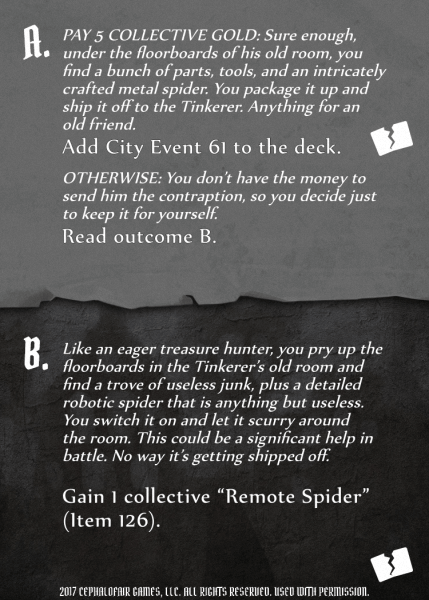 A.
PAY 5 COLLECTIVE GOLD: Sure enough,
under the floorboards of his old room, you
find a bunch of parts, tools, and an intricately
crafted metal spider. You package it up and
ship it off to the Tinkerer. Anything for an
old friend.
Add City Event 61 to the deck.
OTHERWISE: You don't have the money to
send him the contraption, so you decide just
to keep it for yourself.
Read outcome B.
B.
Like an eager treasure hunter, you pry up the
floorboards in the Tinkerer's old room and
find a trove of useless junk, plus a detailed
robotic spider that is anything but useless.
You switch it on and let it scurry around
the room. This could be a significant help in
battle. No way it's getting shipped off.
Gain 1 collective “Remote Spider”
(Item 126).
2017 CEPHALOFAIR GAMES, LLC. ALL RIGHTS RESERVED. USED WITH PERMISSION.